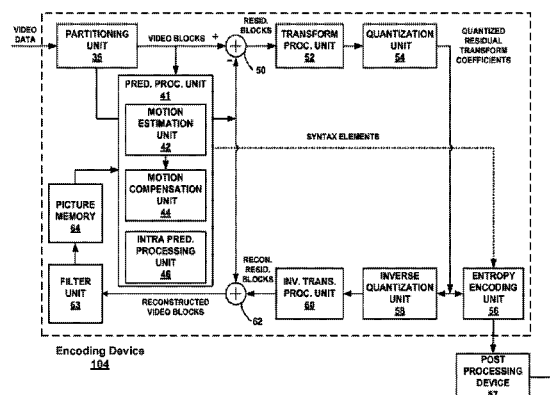 VIDEO DATA
PARTITIONING UNIT
35
VIDEO BLOCKS
+
RESID. BLOCKS
50
TRANSFORM PROC. UNIT
52
QUANTIZATION UNIT
54
QUANTIZED RESIDUAL TRANSFORM COEFFICIENTS
PRED. PROC. UNIT
41
MOTION ESTIMATION UNIT
42
MOTION COMPENSATION UNIT
44
INTRA PRED. PROCESSING UNIT
46
SYNTAX ELEMENTS
PICTURE MEMORY
64
FILTER UNIT
63
RECONSTRUCTED VIDEO BLOCKS
62
RECON. RESID. BLOCKS
INV. TRANS. PROC. UNIT
60
INVERSE QUANTIZATION UNIT
58
ENTROPY ENCODING UNIT
56
Encoding Device
104
POST PROCESSING DEVICE
57